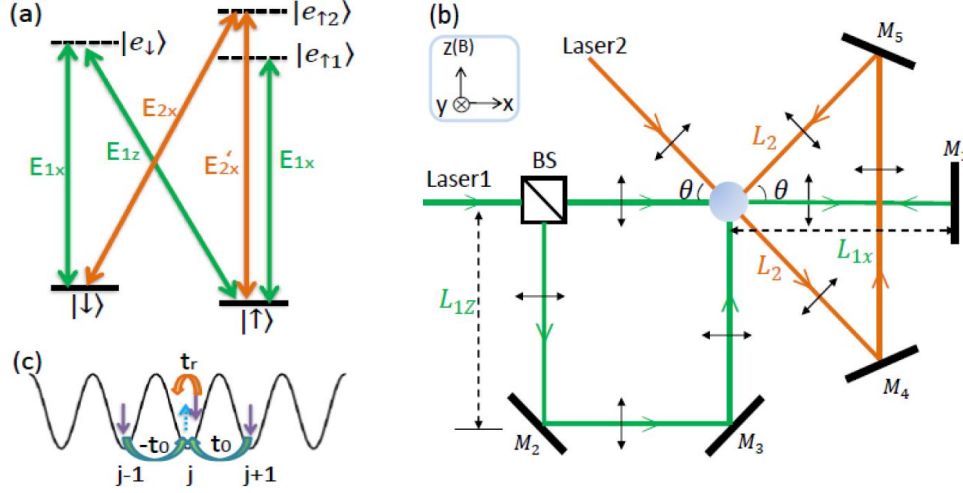 (a)
|e↑2⟩
|e↓⟩
|e↑1⟩
E2x
E1x
E1z
E2x′
E1x
|↓⟩
|↑⟩
(b)
z(B)
y
x
Laser2
M5
BS
L2
Laser1
θ
θ
L1x
L1Z
L2
M2
M3
M4
(c)
tr
-t0
t0
j-1
j
j+1